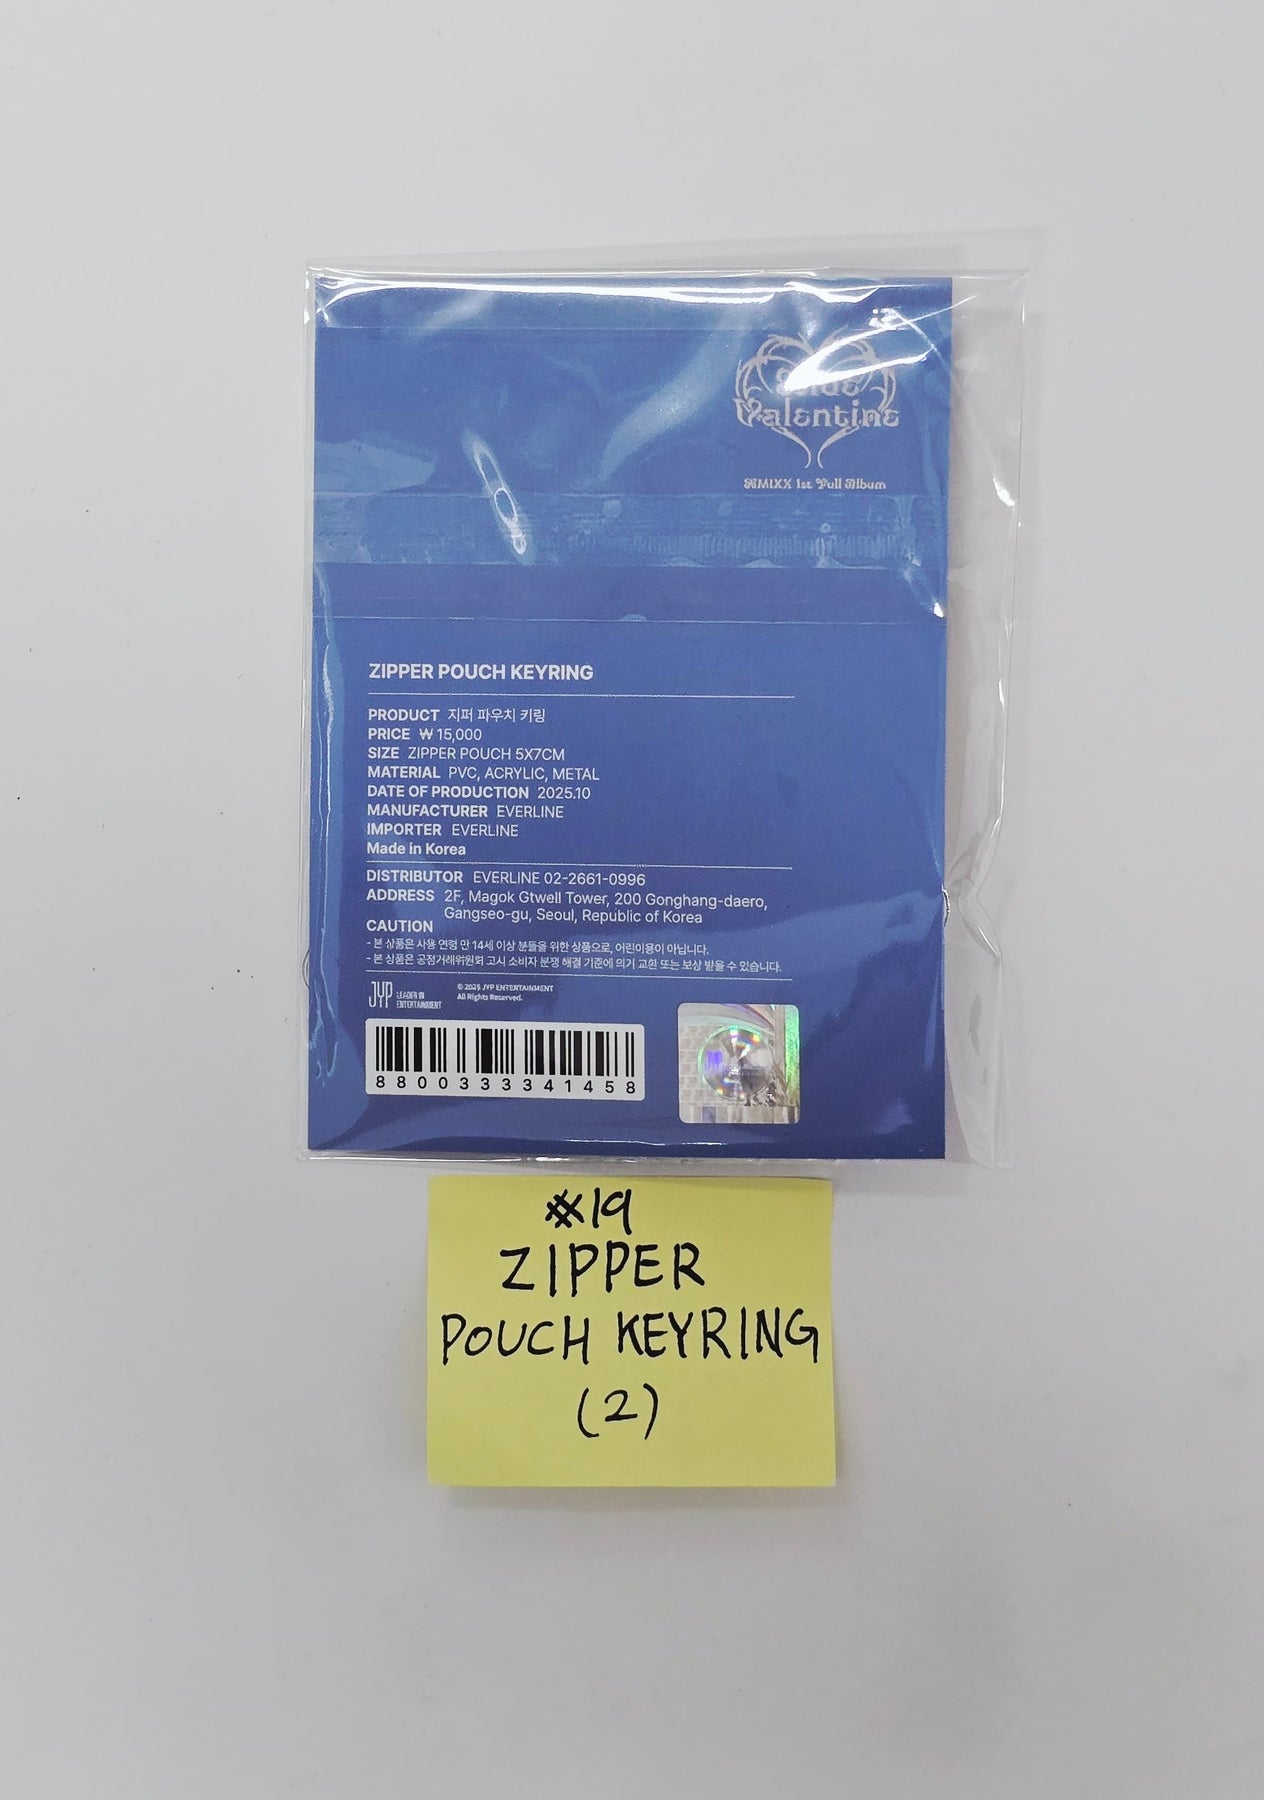 Valentine
NMIXX 1st Full Album
ZIPPER POUCH KEYRING
PRODUCT 지퍼 파우치 키링
PRICE ₩ 15,000
SIZE ZIPPER POUCH 5X7CM
MATERIAL PVC, ACRYLIC, METAL
DATE OF PRODUCTION 2025.10
MANUFACTURER EVERLINE
IMPORTER EVERLINE
Made in Korea
DISTRIBUTOR EVERLINE 02-2661-0996
ADDRESS 2F, Magok Gtwell Tower, 200 Gonghang-daero,
Gangseo-gu, Seoul, Republic of Korea
CAUTION
- 본 상품은 사용 연령 만 14세 이상 분들을 위한 상품으로, 어린이용이 아닙니다.
- 본 상품은 공정거래위원회 고시 소비자 분쟁 해결 기준에 의기 교환 또는 보상 받을 수 있습니다.
JYP LEADER IN
ENTERTAINMENT
© 2025 JYP ENTERTAINMENT
All Rights Reserved.
8800333341458
#19
ZIPPER
POUCH KEYRING
(2)